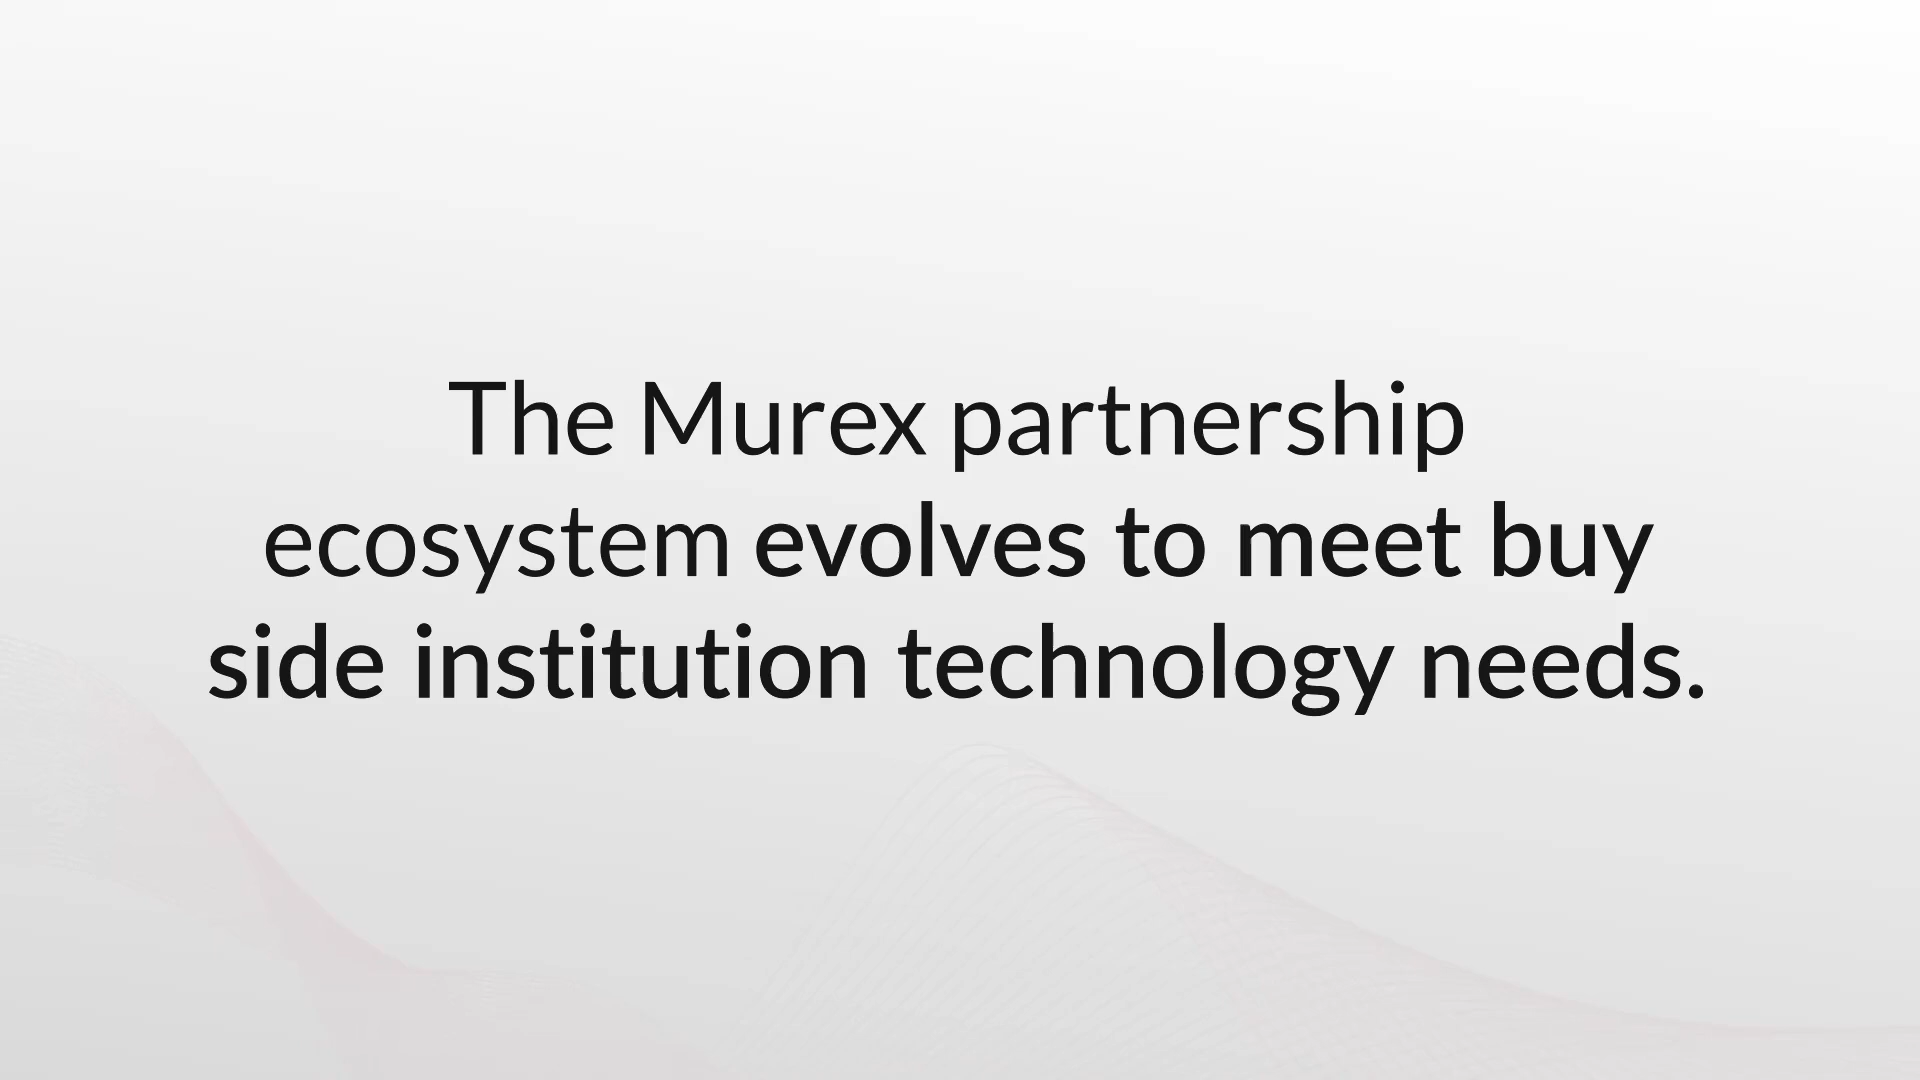 The Murex partnership
ecosystem evolves to meet buy
side institution technology needs.